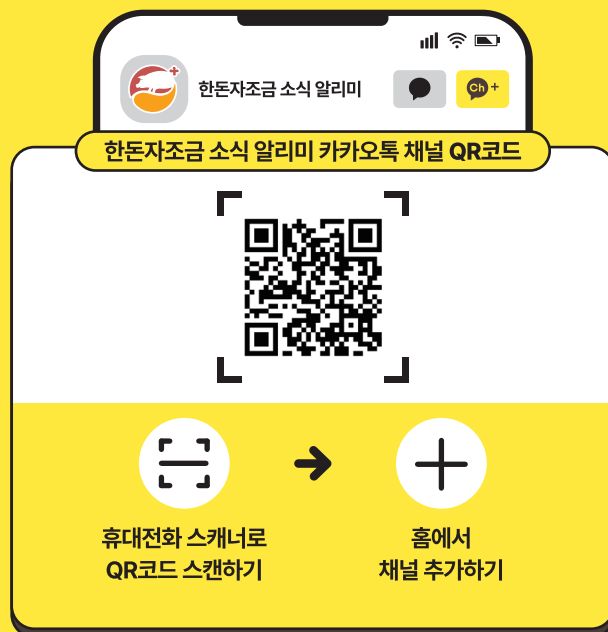 한돈자조금 소식 알리미
Ch+
한돈자조금 소식 알리미 카카오톡 채널 QR코드
휴대전화 스캐너로
QR코드 스캔하기
홈에서
채널 추가하기